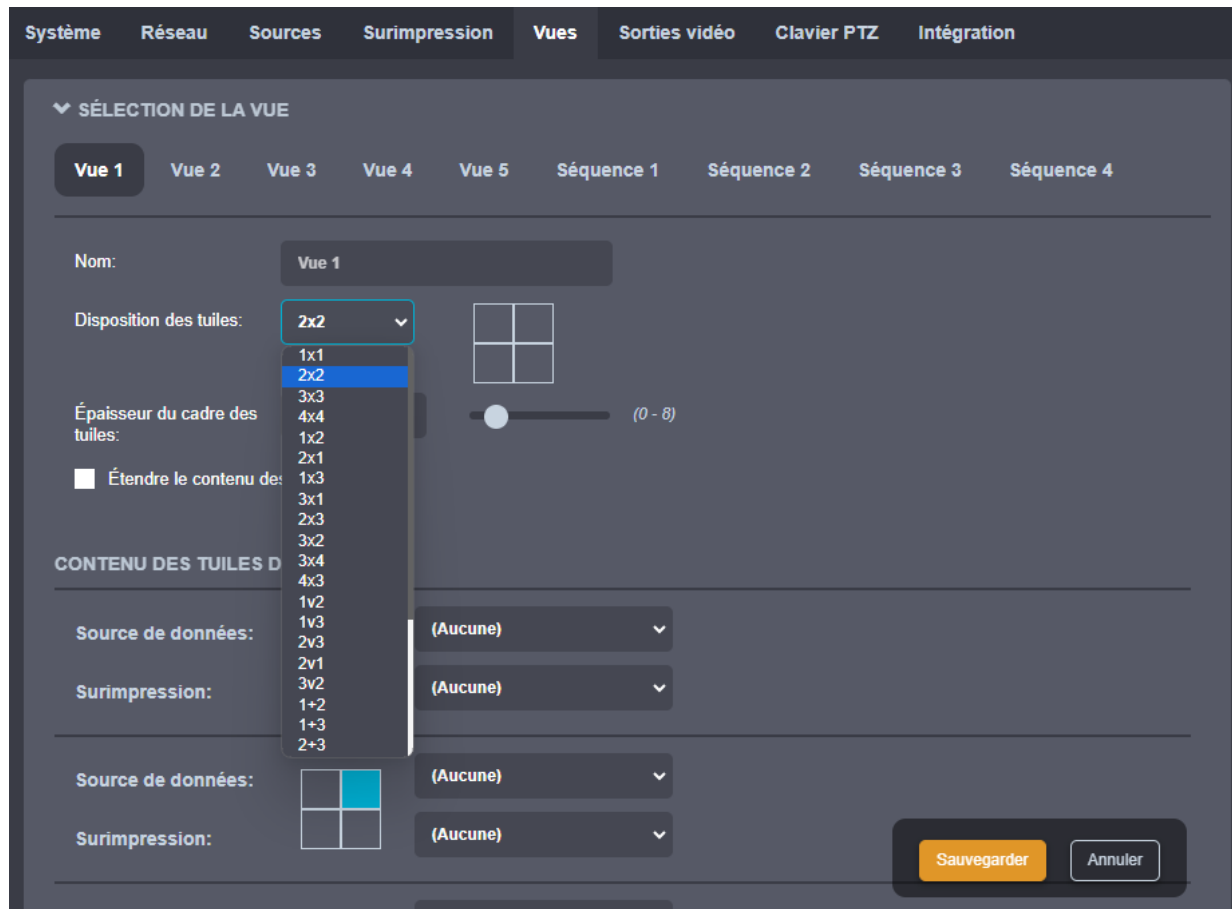 Système Réseau Sources Surimpression Vues Sorties vidéo Clavier PTZ Intégration
SÉLECTION DE LA VUE
Vue 1 Vue 2 Vue 3 Vue 4 Vue 5 Séquence 1 Séquence 2 Séquence 3 Séquence 4
Nom: Vue 1
Disposition des tuiles: 2x2
1x1
2x2
3x3
4x4
1x2
2x1
1x3
3x1
2x3
3x2
3x4
4x3
1v2
1v3
2v3
2v1
3v2
1+2
1+3
2+3
Épaisseur du cadre des
tuiles:
(0 - 8)
Étendre le contenu des
CONTENU DES TUILES D
Source de données: (Aucune)
Surimpression: (Aucune)
Source de données: (Aucune)
Surimpression: (Aucune)
Sauvegarder Annuler